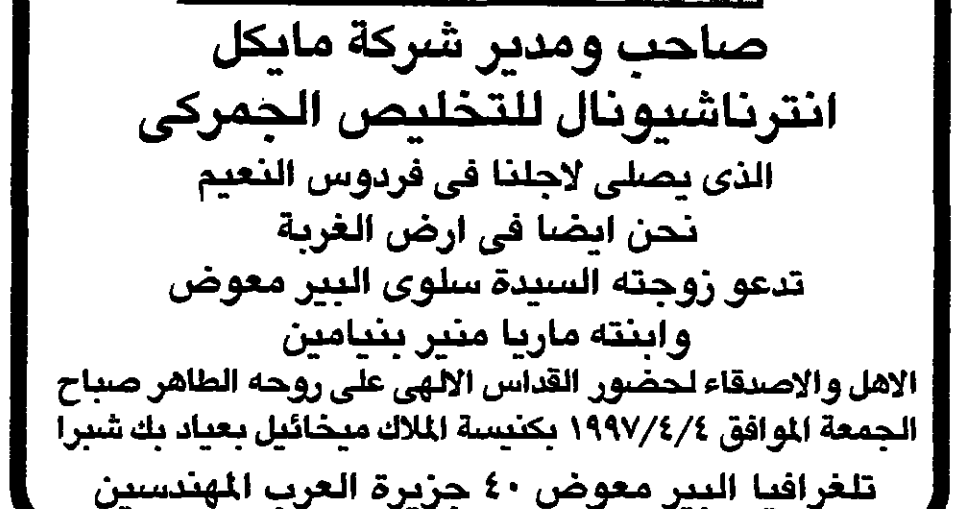 صاحب ومدير شركة مايكل
انترناشيونال للتخليص الجمركى
الذى يصلى لاجلنا فى فردوس النعيم
نحن ايضا فى ارض الغربة
تدعو زوجته السيدة سلوى البير معوض
وابنته ماريا منير بنيامين
الاهل والاصدقاء لحضور القداس الالهى على روحه الطاهر صباح
الجمعة الموافق ١٩٩٧/٤/٤ بكنيسة الملاك ميخائيل بعياد بك شبرا
تلغرافيا البير معوض ٤٠ جزيرة العرب المهندسين